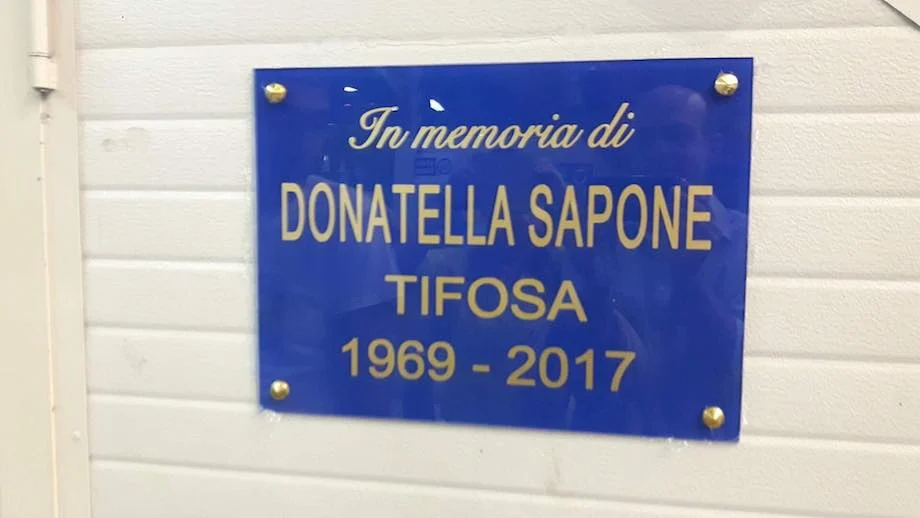 In memoria di
DONATELLA SAPONE
TIFOSA
1969 - 2017